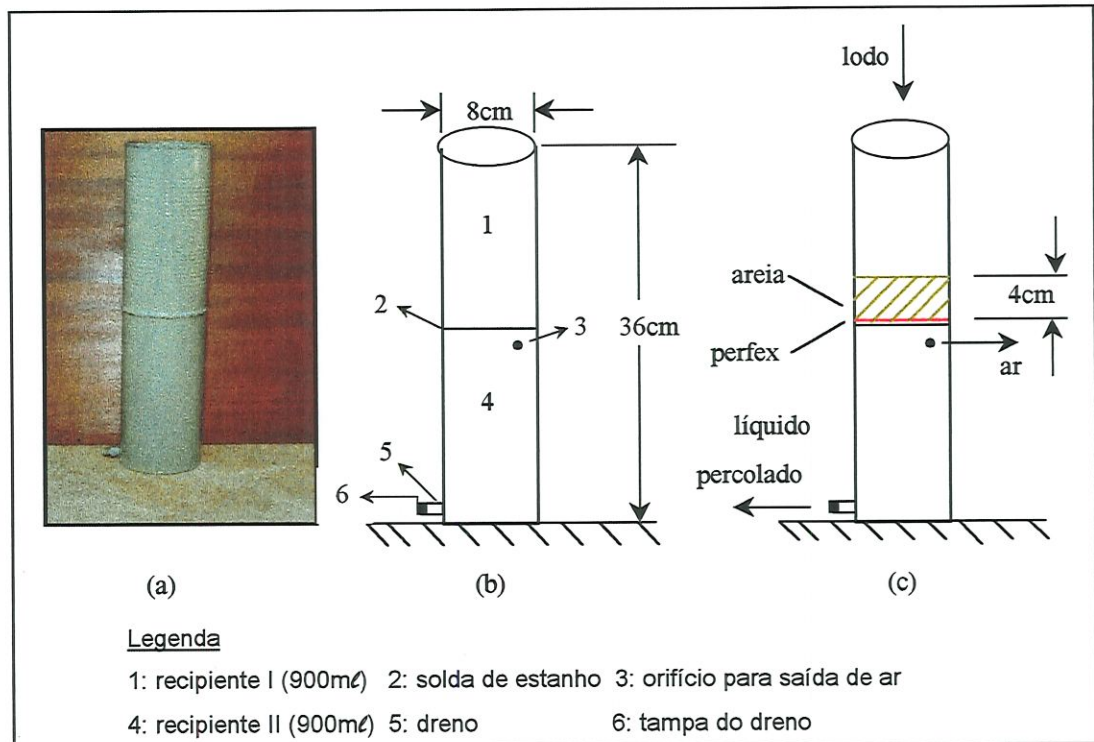 lodo
8cm
1
2
3
36cm
4
5
6
areia
perfex
4cm
ar
líquido
percolado
(a)
(b)
(c)
Legenda
1: recipiente I (900mℓ) 2: solda de estanho 3: orifício para saída de ar
4: recipiente II (900mℓ) 5: dreno 6: tampa do dreno